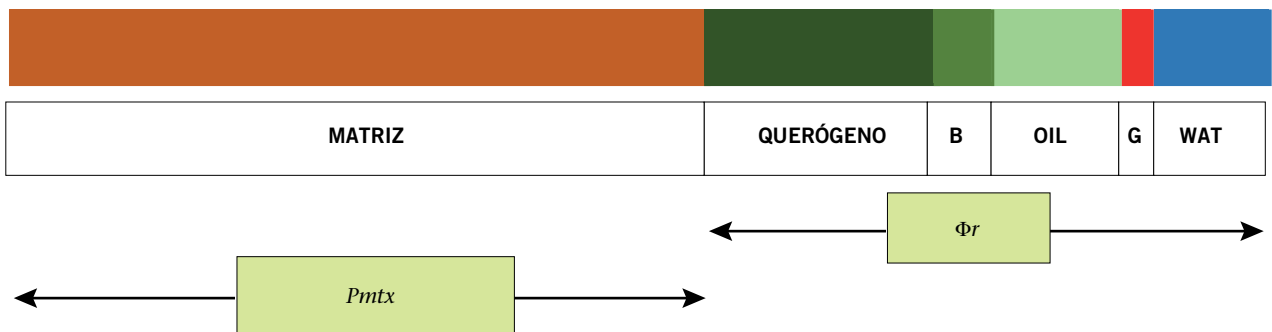 MATRIZ QUERÓGENO B OIL G WAT
Φr
Pmtx